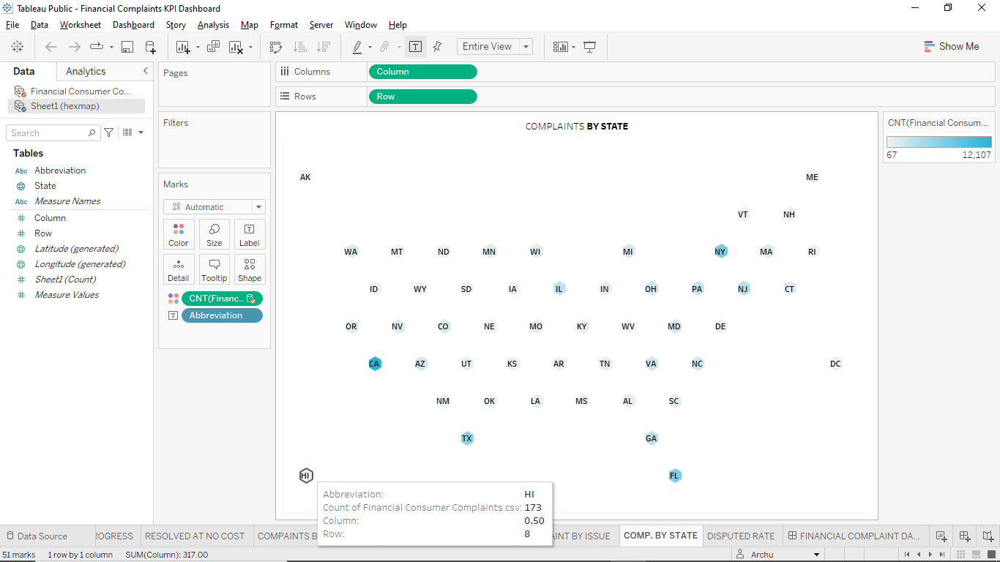 Tableau Public - Financial Complaints KPI Dashboard
File Data Worksheet Dashboard Story Analysis Map Format Server Window Help
Entire View
Show Me
Data Analytics
Financial Consumer Co...
Sheet1 (hexmap)
Search
Tables
Abc Abbreviation
State
Abc Measure Names
Column
Row
Latitude (generated)
Longitude (generated)
Sheet1 (Count)
Measure Values
Pages
Filters
Marks
Automatic
Color Size Label
Detail Tooltip Shape
CNT(Financ..
Abbreviation
Columns Column
Rows Row
COMPLAINTS BY STATE
AK ME
VT NH
WA MT ND MN WI MI NY MA RI
ID WY SD IA IL IN OH PA NJ CT
OR NV CO NE MO KY WV MD DE
CA AZ UT KS AR TN VA NC DC
NM OK LA MS AL SC
TX GA
HI FL
Abbreviation: HI
Count of Financial Consumer Complaints.csv: 173
Column: 0.50
Row: 8
CNT(Financial Consum...
67 12,107
Data Source ROGRESS RESOLVED AT NO COST COMPAINTS B AINT BY ISSUE COMP. BY STATE DISPUTED RATE FINANCIAL COMPLAINT DA...
51 marks 1 row by 1 column SUM(Column): 317.00 Archu